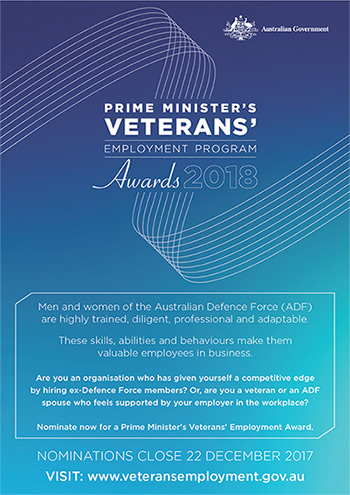 Australian Government
PRIME MINISTER'S
VETERANS'
EMPLOYMENT PROGRAM
Awards 2018
Men and women of the Australian Defence Force (ADF)
are highly trained, diligent, professional and adaptable.
These skills, abilities and behaviours make them
valuable employees in business.
Are you an organisation who has given yourself a competitive edge
by hiring ex-Defence Force members? Or, are you a veteran or an ADF
spouse who feels supported by your employer in the workplace?
Nominate now for a Prime Minister's Veterans' Employment Award.
NOMINATIONS CLOSE 22 DECEMBER 2017
VISIT: www.veteransemployment.gov.au